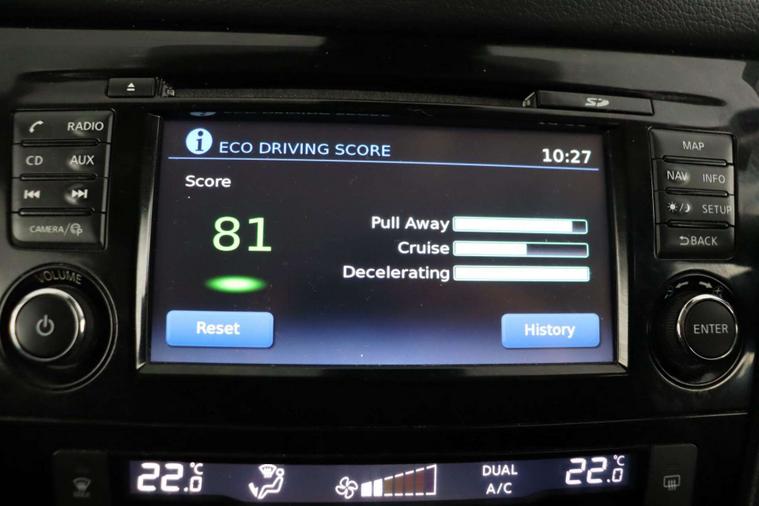 RADIO
CD AUX
CAMERA/
VOLUME
SD
i ECO DRIVING SCORE 10:27
Score
81
Pull Away
Cruise
Decelerating
Reset History
MAP
NAV INFO
SETUP
BACK
ENTER
22.0°C DUAL A/C 22.0°C